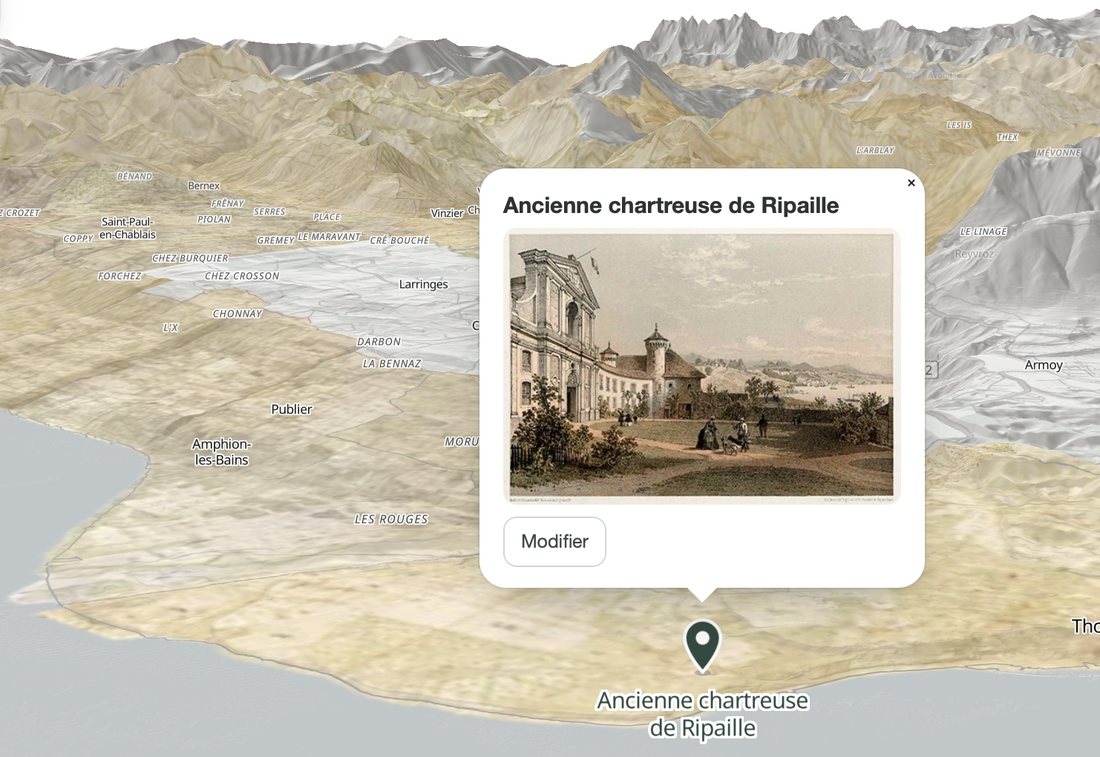 LES IS
THEX
L'ARBLAY
MÉVONNE
BÉNAND
Bernex
FRÊNAY
SERRES
PIOLAN
PLACE
Vinzier
Saint-Paul-
en-Chablais
COPPY
GREMEY
LE MARAVANT
CRÉ BOUCHÉ
CHEZ BURQUIER
FORCHEZ
CHEZ CROSSON
Larringes
CHONNAY
L'X
DARBON
LA BENNAZ
Publier
Amphion-
les-Bains
LES ROUGES
LE LINAGE
Reyvroz
Armoy
×
Ancienne chartreuse de Ripaille
Modifier
Ancienne chartreuse
de Ripaille